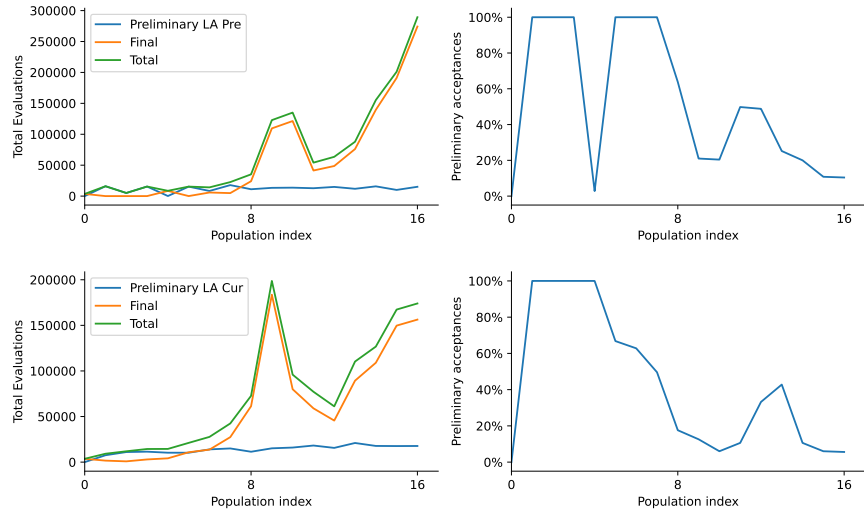 300000
250000
200000
150000
100000
50000
0
Total Evaluations
Preliminary LA Pre
Final
Total
0
8
16
Population index
100%
80%
60%
40%
20%
0%
Preliminary acceptances
0
8
16
Population index
200000
150000
100000
50000
0
Total Evaluations
Preliminary LA Cur
Final
Total
0
8
16
Population index
100%
80%
60%
40%
20%
0%
Preliminary acceptances
0
8
16
Population index